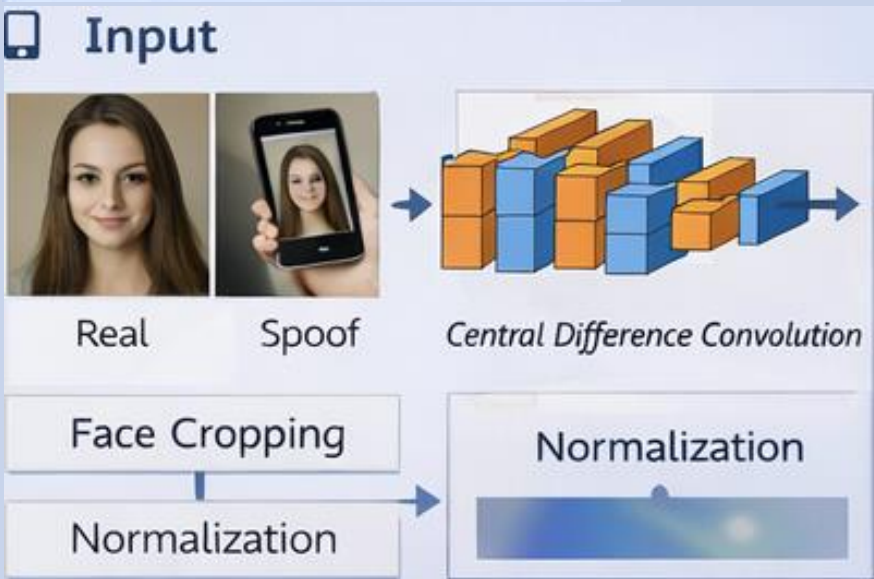 Input
Real
Spoof
Central Difference Convolution
Face Cropping
Normalization
Normalization